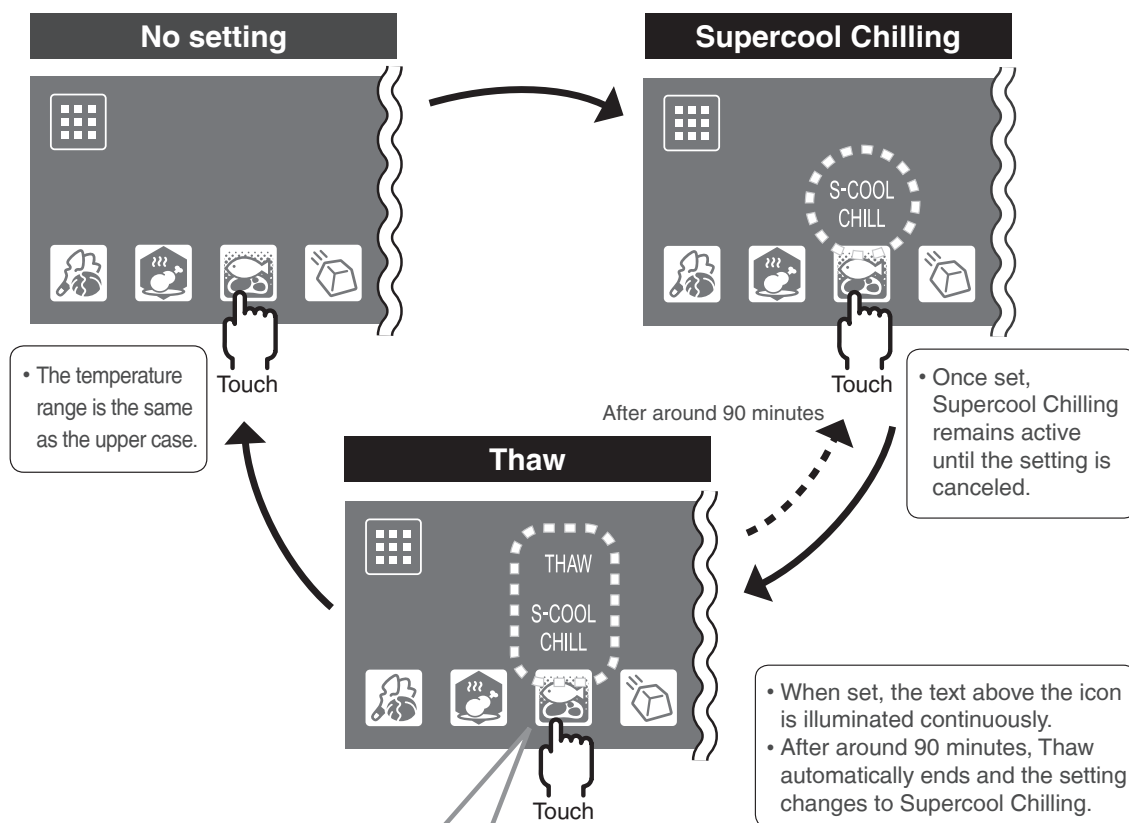 No setting
Supercool Chilling
S-COOL
CHILL
Touch
• The temperature
range is the same
as the upper case.
Touch
• Once set,
Supercool Chilling
remains active
until the setting is
canceled.
After around 90 minutes
Thaw
THAW
S-COOL
CHILL
Touch
• When set, the text above the icon
is illuminated continuously.
• After around 90 minutes, Thaw
automatically ends and the setting
changes to Supercool Chilling.